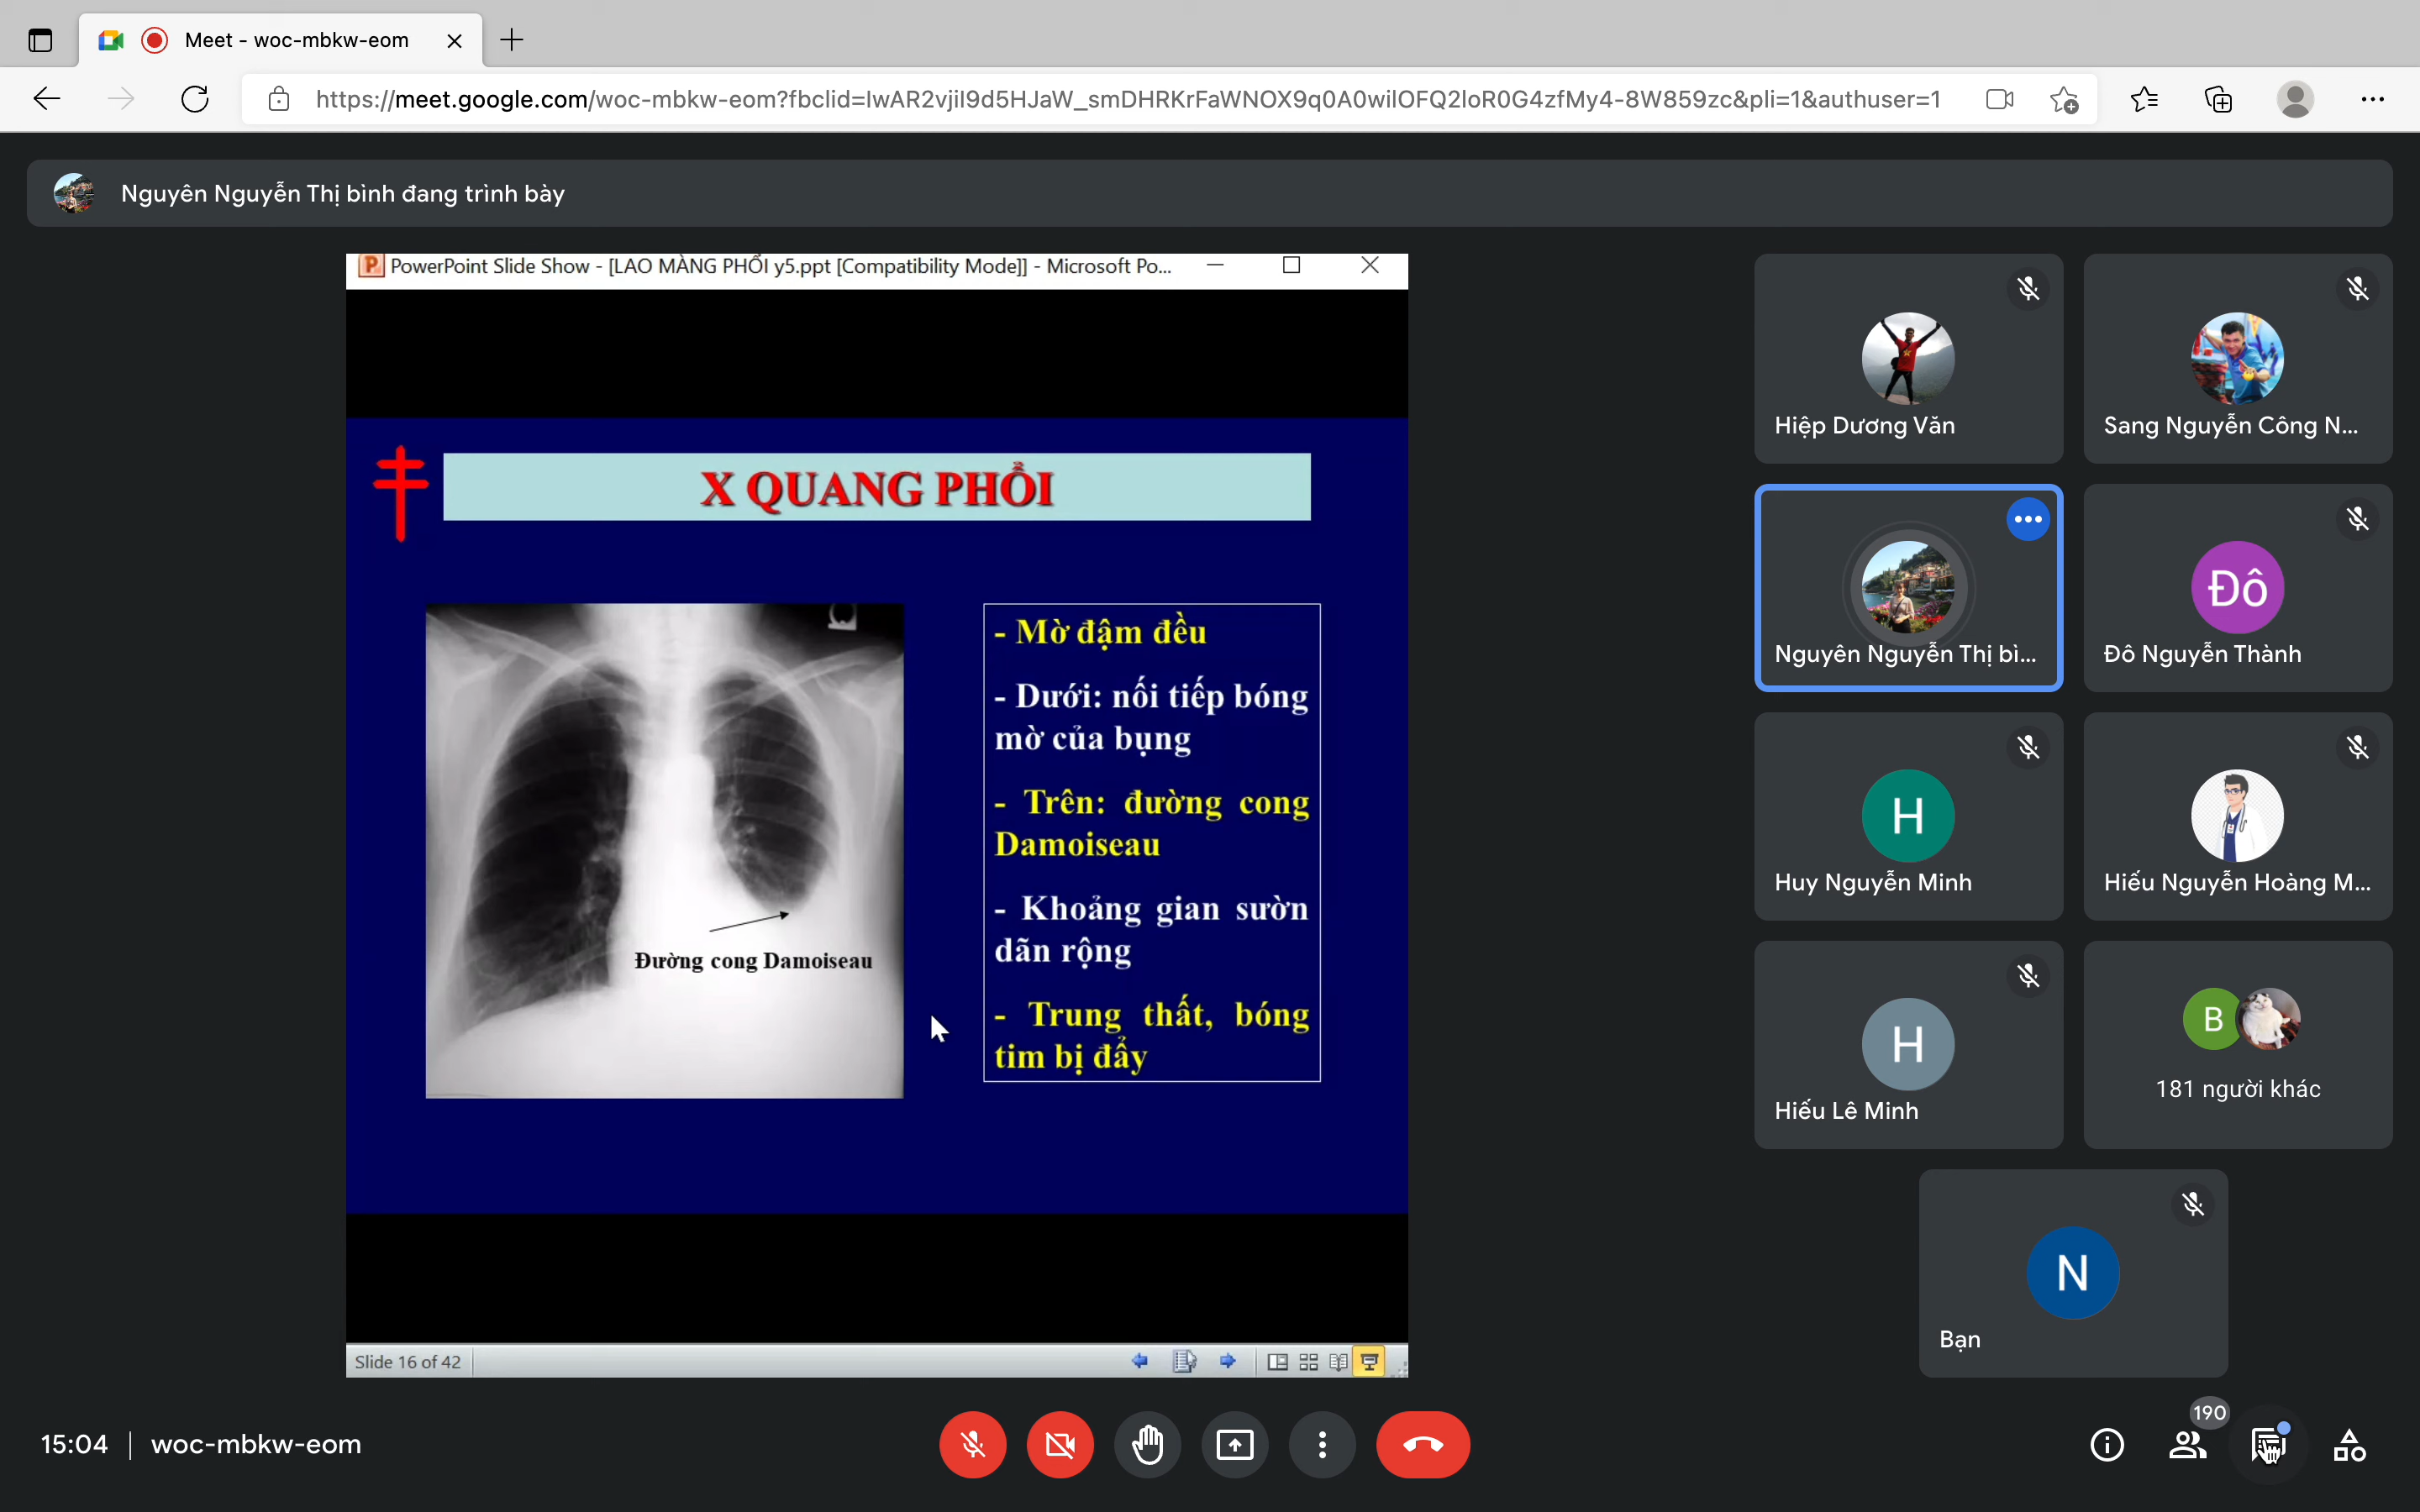 Meet - woc-mbkw-eom
https://meet.google.com/woc-mbkw-eom?fbclid=IwAR2vjiI9d5HJaW_smDHRKrFaWNOX9q0A0wilOFQ2loR0G4zfMy4-8W859zc&pli=1&authuser=1
Nguyên Nguyễn Thị bình đang trình bày
PowerPoint Slide Show - [LAO MÀNG PHỔI y5.ppt [Compatibility Mode]] - Microsoft Po...
X QUANG PHỔI
- Mờ đậm đều
- Dưới: nối tiếp bóng
mờ của bụng
- Trên: đường cong
Damoiseau
- Khoảng gian sườn
dãn rộng
- Trung thất, bóng
tim bị đẩy
Đường cong Damoiseau
Slide 16 of 42
Hiệp Dương Văn
Sang Nguyễn Công N...
Nguyên Nguyễn Thị bì...
Đô
Đô Nguyễn Thành
H
Huy Nguyễn Minh
Hiếu Nguyễn Hoàng M...
H
Hiếu Lê Minh
B
181 người khác
N
Bạn
15:04 | woc-mbkw-eom
190